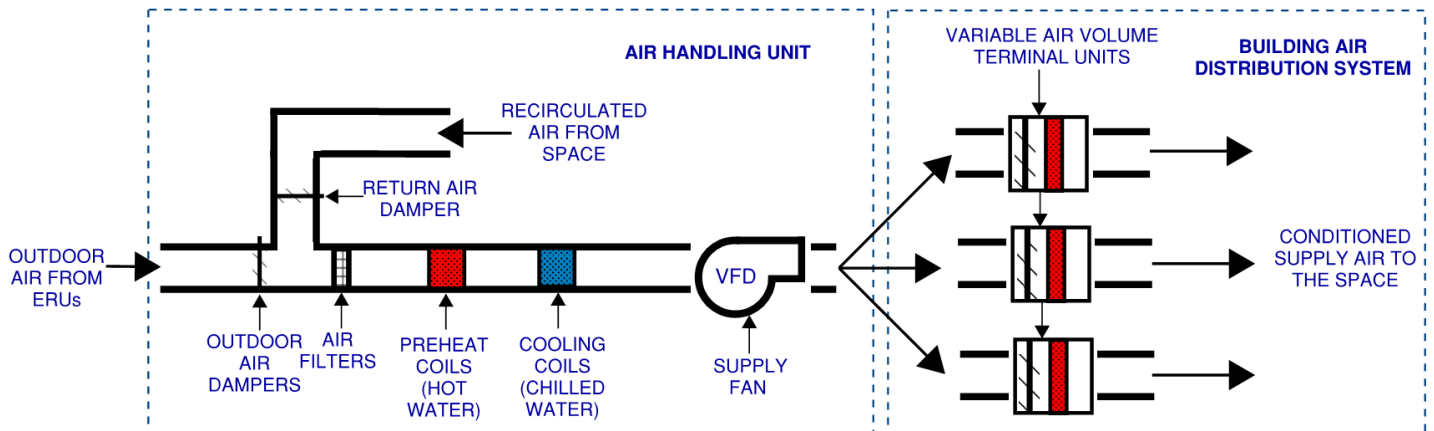 AIR HANDLING UNIT
RECIRCULATED
AIR FROM
SPACE
RETURN AIR
DAMPER
OUTDOOR
AIR FROM
ERUs
OUTDOOR
AIR
DAMPERS
AIR
FILTERS
PREHEAT
COILS
(HOT
WATER)
COOLING
COILS
(CHILLED
WATER)
VFD
SUPPLY
FAN
VARIABLE AIR VOLUME
TERMINAL UNITS
BUILDING AIR
DISTRIBUTION SYSTEM
CONDITIONED
SUPPLY AIR TO
THE SPACE